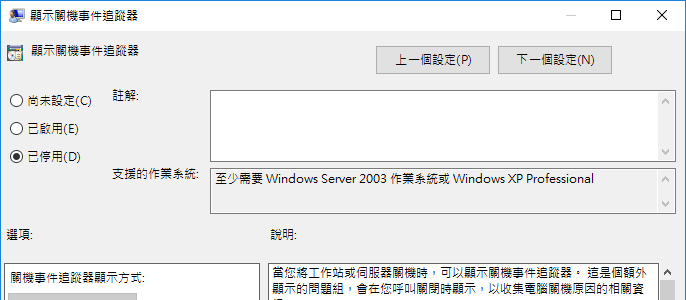 顯示關機事件追蹤器
顯示關機事件追蹤器
上一個設定(P)
下一個設定(N)
尚未設定(C)
註解:
已啟用(E)
已停用(D)
支援的作業系統:
至少需要 Windows Server 2003 作業系統或 Windows XP Professional
選項:
說明:
關機事件追蹤器顯示方式:
當您將工作站或伺服器關機時，可以顯示關機事件追蹤器。 這是個額外
顯示的問題組，會在您呼叫關閉時顯示，以收集電腦關機原因的相關資